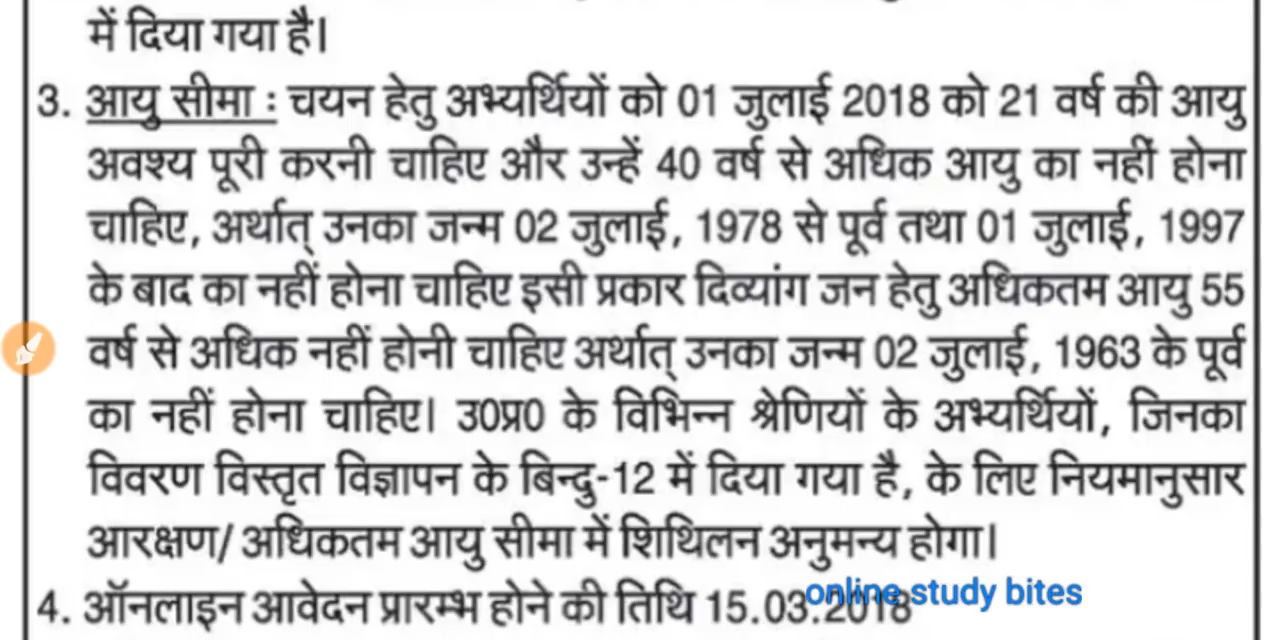 में दिया गया है।
3. आयु सीमा : चयन हेतु अभ्यर्थियों को 01 जुलाई 2018 को 21 वर्ष की आयु
अवश्य पूरी करनी चाहिए और उन्हें 40 वर्ष से अधिक आयु का नहीं होना
चाहिए, अर्थात् उनका जन्म 02 जुलाई, 1978 से पूर्व तथा 01 जुलाई, 1997
के बाद का नहीं होना चाहिए इसी प्रकार दिव्यांग जन हेतु अधिकतम आयु 55
वर्ष से अधिक नहीं होनी चाहिए अर्थात् उनका जन्म 02 जुलाई, 1963 के पूर्व
का नहीं होना चाहिए। उ0प्र0 के विभिन्न श्रेणियों के अभ्यर्थियों, जिनका
विवरण विस्तृत विज्ञापन के बिन्दु-12 में दिया गया है, के लिए नियमानुसार
आरक्षण/ अधिकतम आयु सीमा में शिथिलन अनुमन्य होगा।
4. ऑनलाइन आवेदन प्रारम्भ होने की तिथि 15.03.2018
online study bites